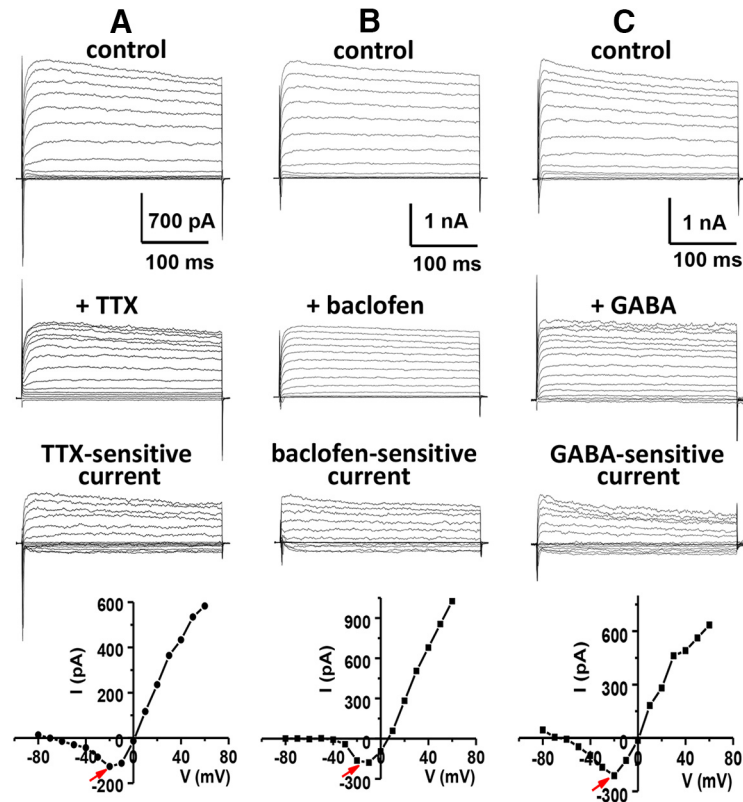 A B C
control control control
700 pA 1 nA 1 nA
100 ms 100 ms 100 ms
+ TTX + baclofen + GABA
TTX-sensitive baclofen-sensitive GABA-sensitive
current current current
600 900 600
400 600
200 300 300
0 0 0
-200 -300 -300
I (pA) I (pA) I (pA)
-80 -40 0 40 80 -80 -40 0 40 80 -80 -40 0 40 80
V (mV) V (mV) V (mV)